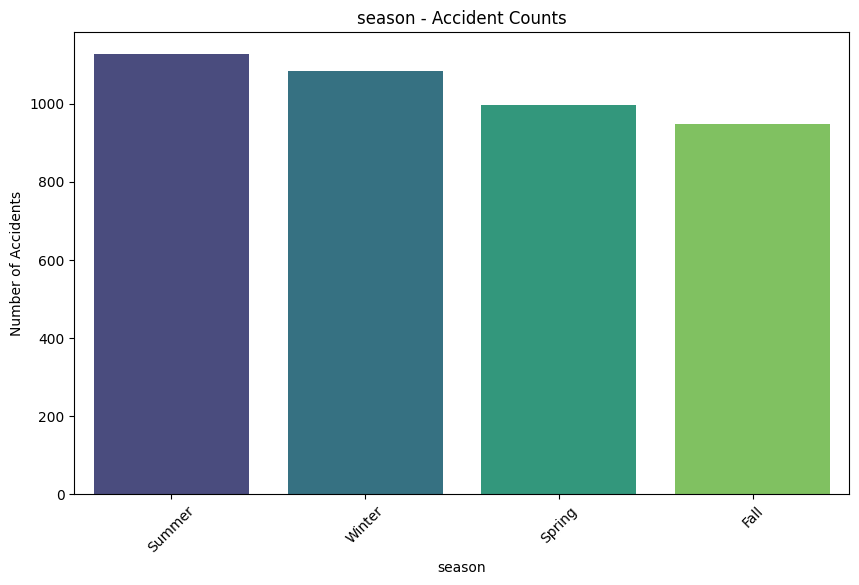 season - Accident Counts
Number of Accidents
1000
800
600
400
200
0
Summer
Winter
Spring
Fall
season